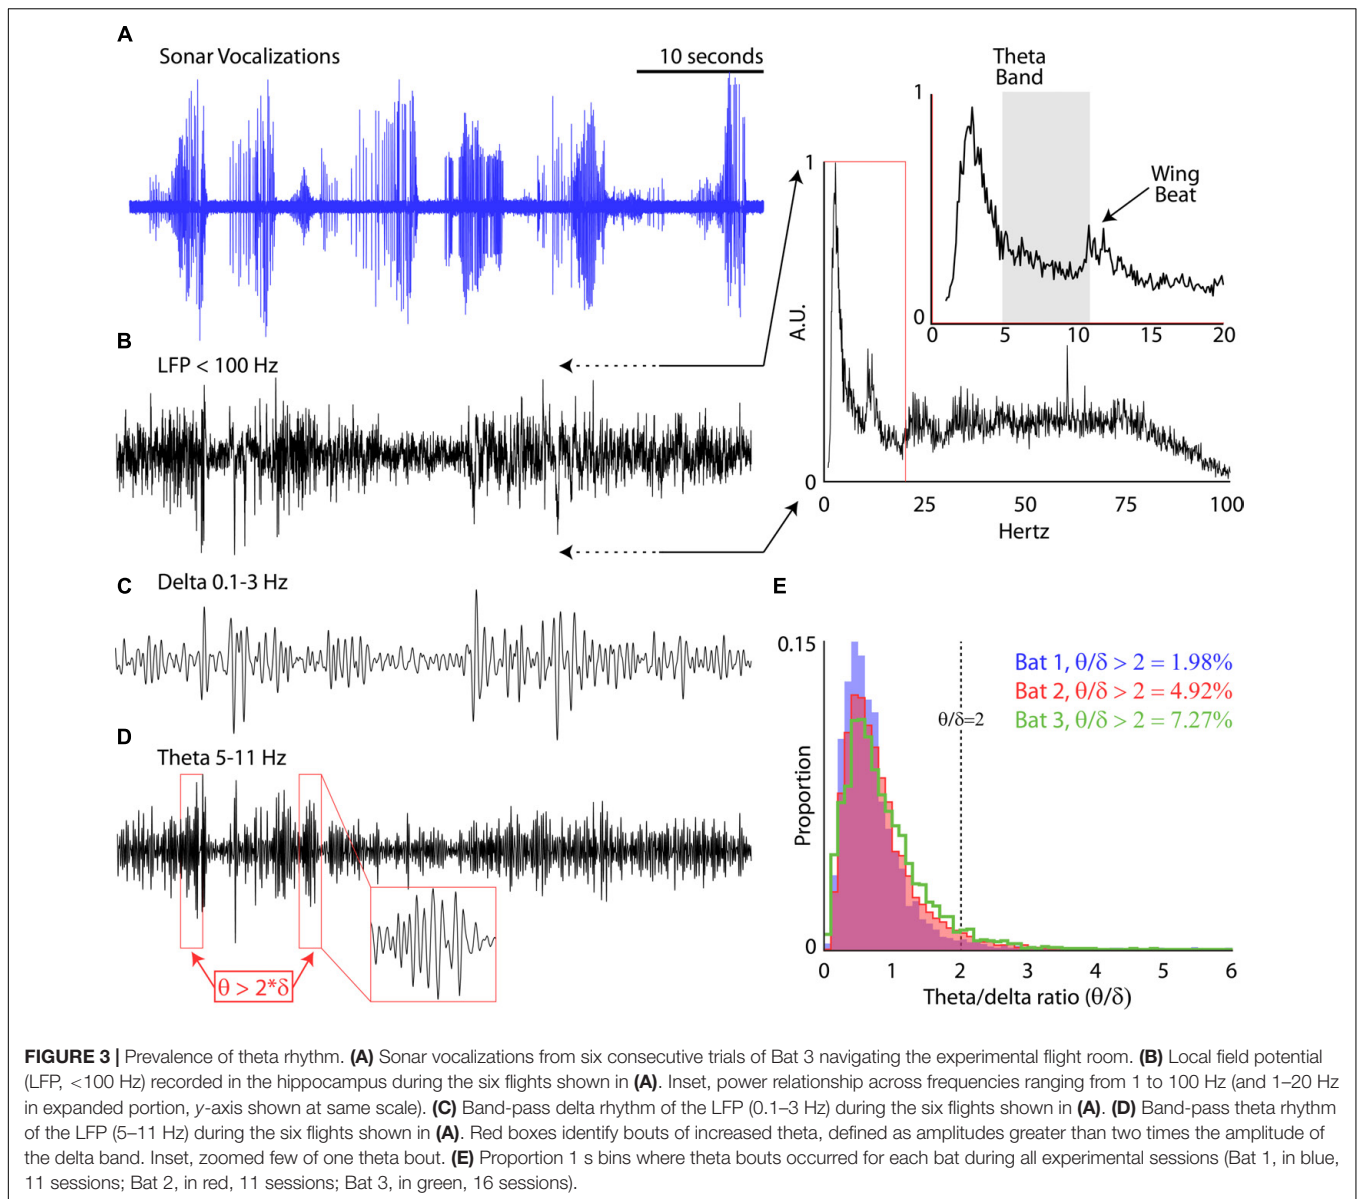 A
Sonar Vocalizations
10 seconds
Theta
Band
1
Wing
Beat
0
0 5 10 15 20
1
A.U.
0
0 25 50 75 100
Hertz
B
LFP < 100 Hz
C
Delta 0.1-3 Hz
D
Theta 5-11 Hz
θ > 2*δ
E
0.15
Proportion
0
Bat 1, θ/δ > 2 = 1.98%
Bat 2, θ/δ > 2 = 4.92%
Bat 3, θ/δ > 2 = 7.27%
θ/δ=2
0 1 2 3 4 5 6
Theta/delta ratio (θ/δ)
FIGURE 3 | Prevalence of theta rhythm. (A) Sonar vocalizations from six consecutive trials of Bat 3 navigating the experimental flight room. (B) Local field potential
(LFP, <100 Hz) recorded in the hippocampus during the six flights shown in (A). Inset, power relationship across frequencies ranging from 1 to 100 Hz (and 1–20 Hz
in expanded portion, y-axis shown at same scale). (C) Band-pass delta rhythm of the LFP (0.1–3 Hz) during the six flights shown in (A). (D) Band-pass theta rhythm
of the LFP (5–11 Hz) during the six flights shown in (A). Red boxes identify bouts of increased theta, defined as amplitudes greater than two times the amplitude of
the delta band. Inset, zoomed few of one theta bout. (E) Proportion 1 s bins where theta bouts occurred for each bat during all experimental sessions (Bat 1, in blue,
11 sessions; Bat 2, in red, 11 sessions; Bat 3, in green, 16 sessions).